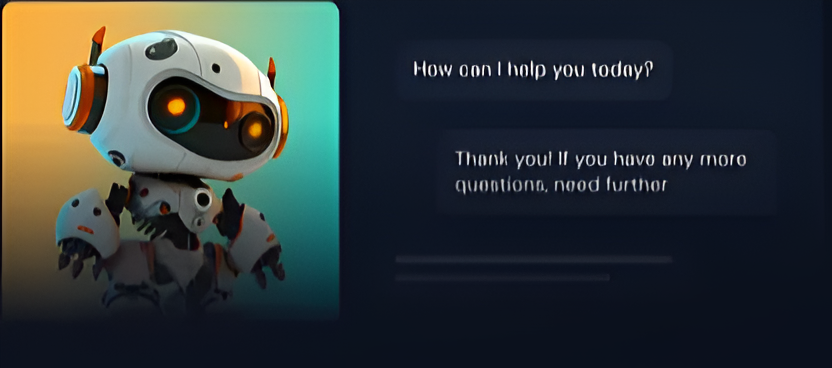 How can I help you today?
Thank you! If you have any more
questions, need further